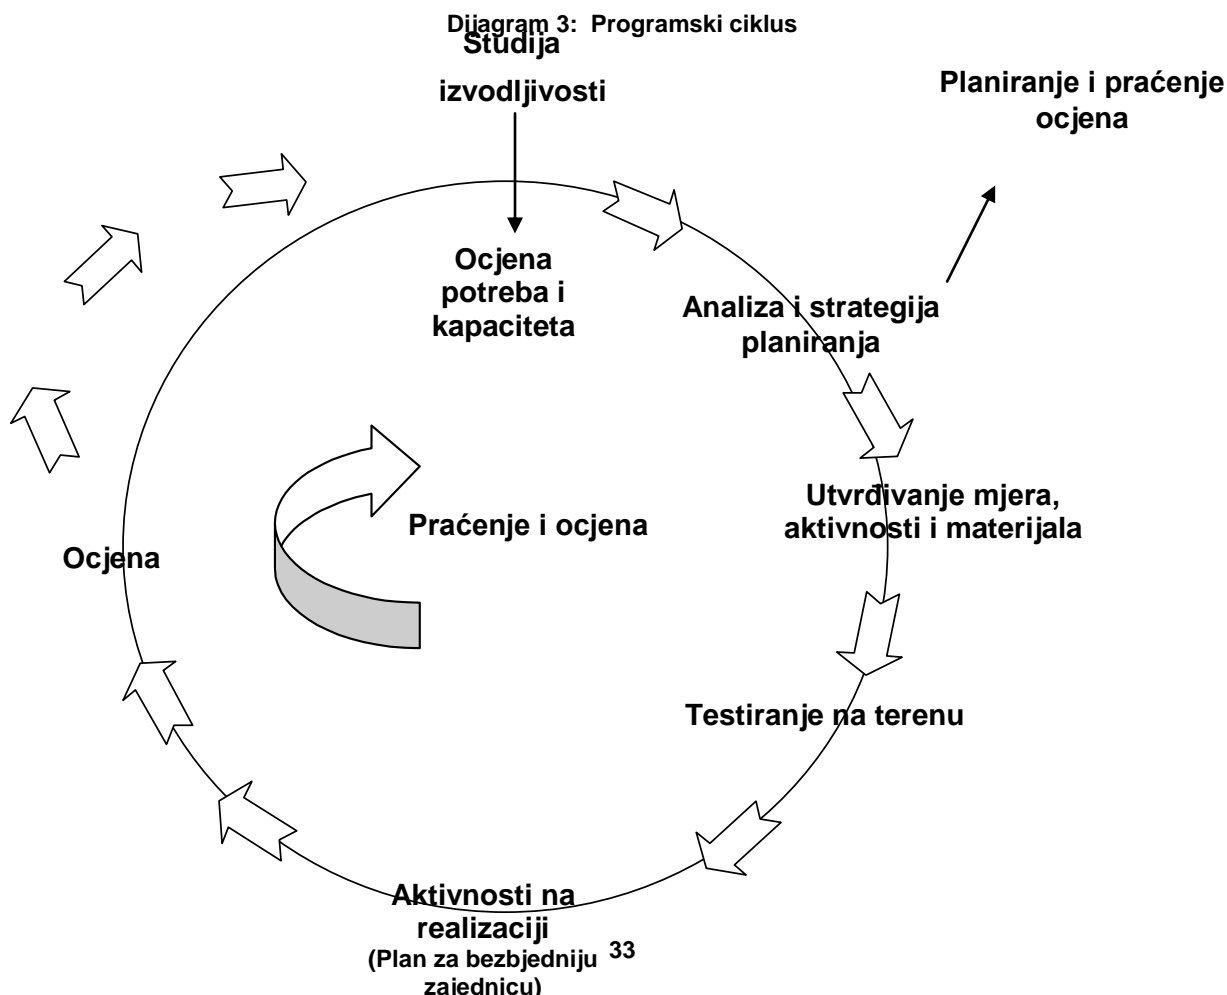 Dijagram 3: Programski ciklus
Studija
izvodljivosti
Planiranje i praćenje
ocjena
Ocjena
potreba i
kapaciteta
Analiza i strategija
planiranja
Utvrđivanje mjera,
aktivnosti i materijala
Praćenje i ocjena
Ocjena
Testiranje na terenu
Aktivnosti na
realizaciji
(Plan za bezbjedniju 33
zajednicu)